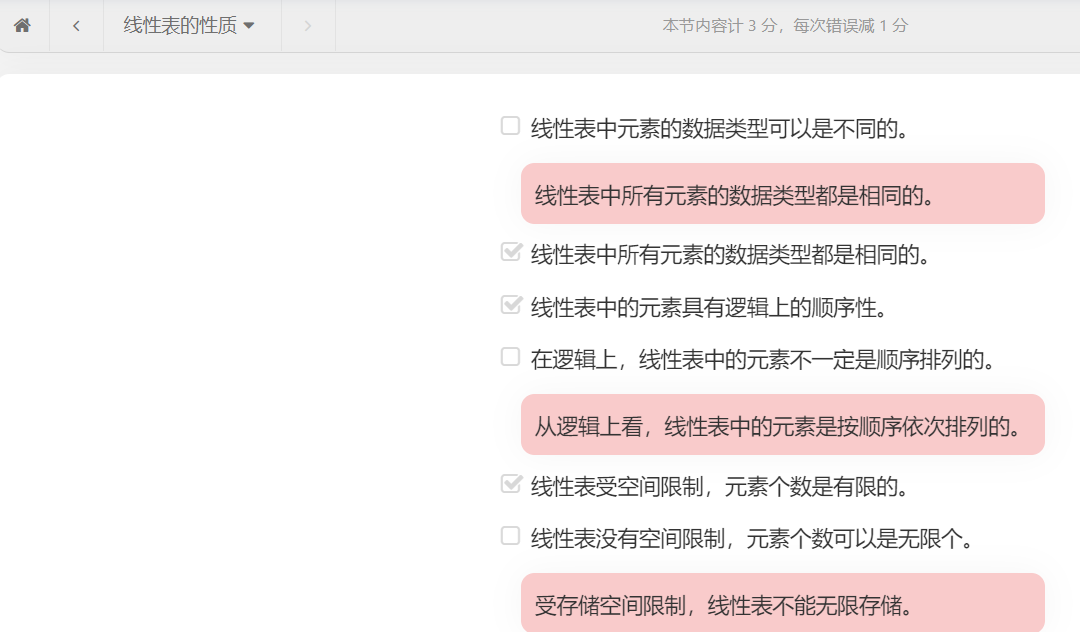 线性表的性质
本节内容计 3 分，每次错误减 1 分
线性表中元素的数据类型可以是不同的。
线性表中所有元素的数据类型都是相同的。
线性表中所有元素的数据类型都是相同的。
线性表中的元素具有逻辑上的顺序性。
在逻辑上，线性表中的元素不一定是顺序排列的。
从逻辑上看，线性表中的元素是按顺序依次排列的。
线性表受空间限制，元素个数是有限的。
线性表没有空间限制，元素个数可以是无限个。
受存储空间限制，线性表不能无限存储。